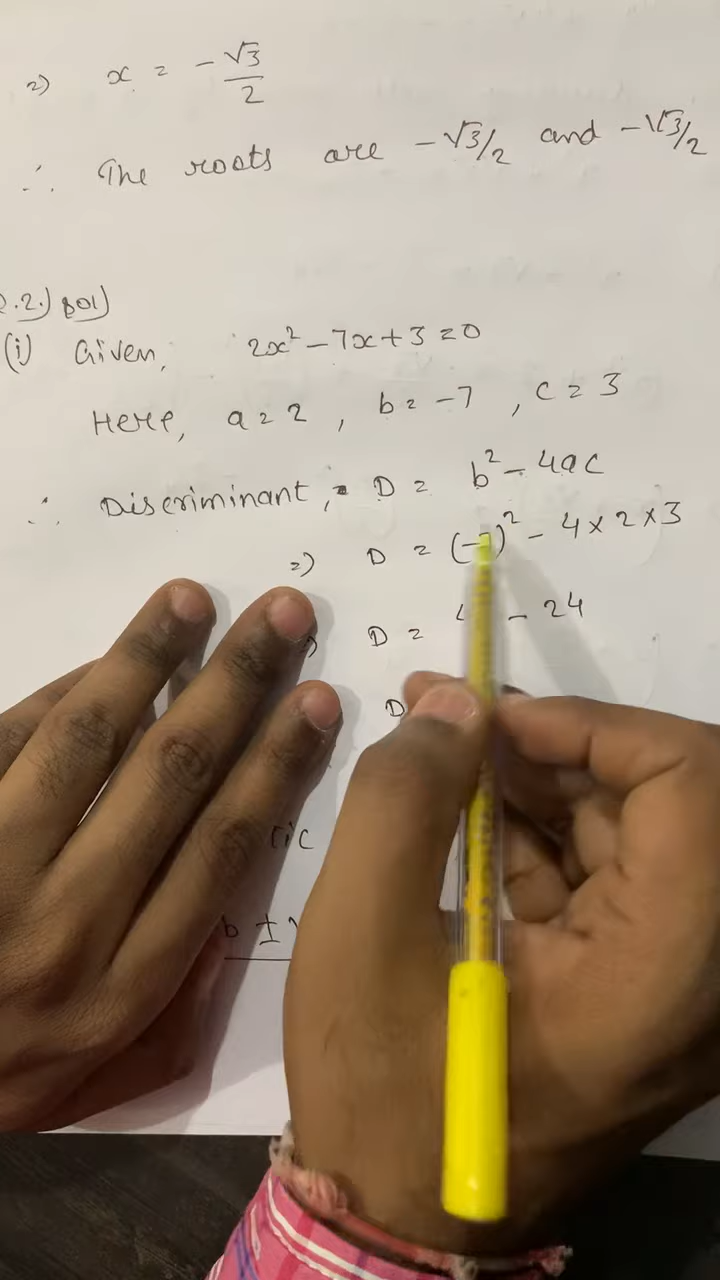 =) x = -√3/2
∴ The roots are -√3/2 and -√3/2
.2.) sol)
(i) Given, 2x² - 7x + 3 = 0
Here, a = 2, b = -7, c = 3
∴ Discriminant, D = b² - 4ac
=) D = (-)² - 4 × 2 × 3
D = - 24
D
b ±